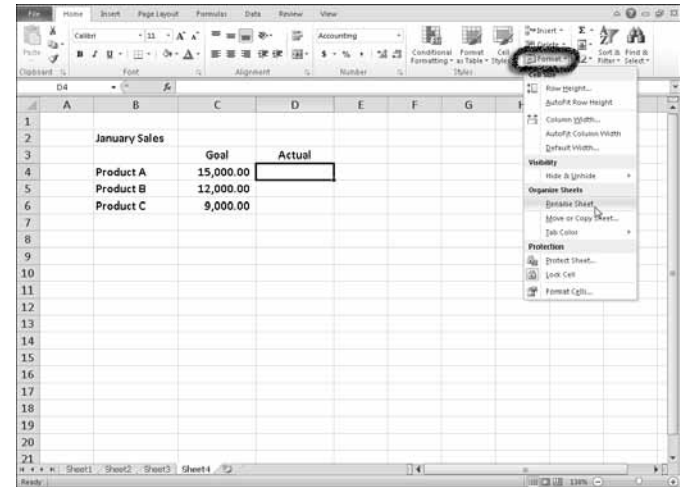 File Home Insert Page Layout Formulas Data Review View
Calibri 11 Accounting Insert
Paste Conditional Format Cell Delete Sort & Find &
Formatting as Table Styles Format Filter Select
Clipboard Font Alignment Number Styles
D4 fx
A B C D E F G H
Row Height...
AutoFit Row Height
Column Width...
AutoFit Column Width
Default Width...
Visibility
Hide & Unhide
Organize Sheets
Rename Sheet
Move or Copy Sheet...
Tab Color
Protection
Protect Sheet...
Lock Cell
Format Cells...
1
2 January Sales
3 Goal Actual
4 Product A 15,000.00
5 Product B 12,000.00
6 Product C 9,000.00
7
8
9
10
11
12
13
14
15
16
17
18
19
20
21
Sheet1 Sheet2 Sheet3 Sheet4
Ready 138%